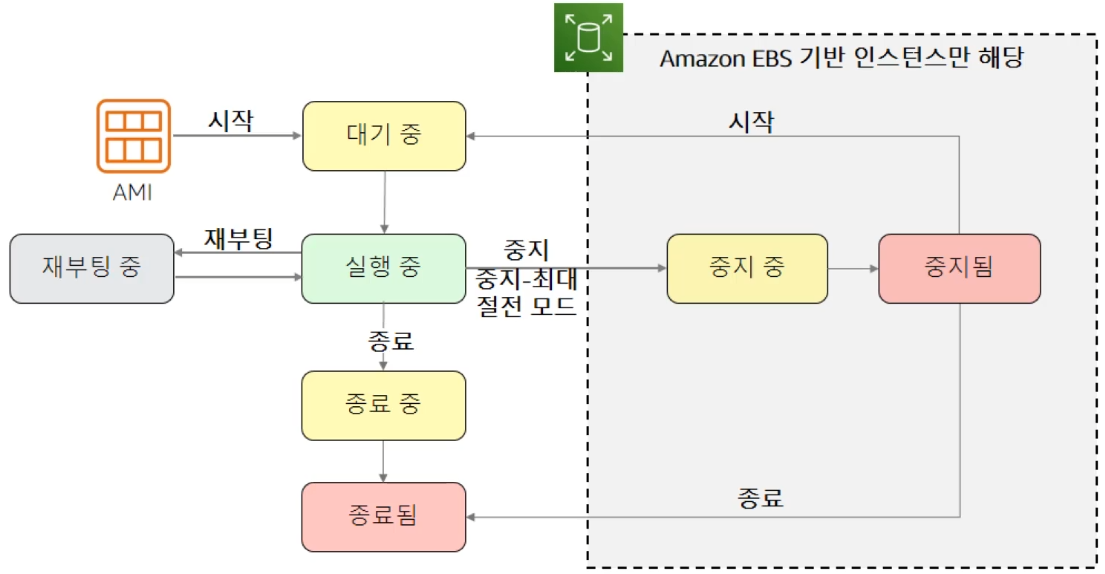 Amazon EBS 기반 인스턴스만 해당
시작
대기 중
시작
AMI
재부팅 중
재부팅
실행 중
중지
중지-최대
절전 모드
중지 중
중지됨
종료
종료 중
종료됨
종료